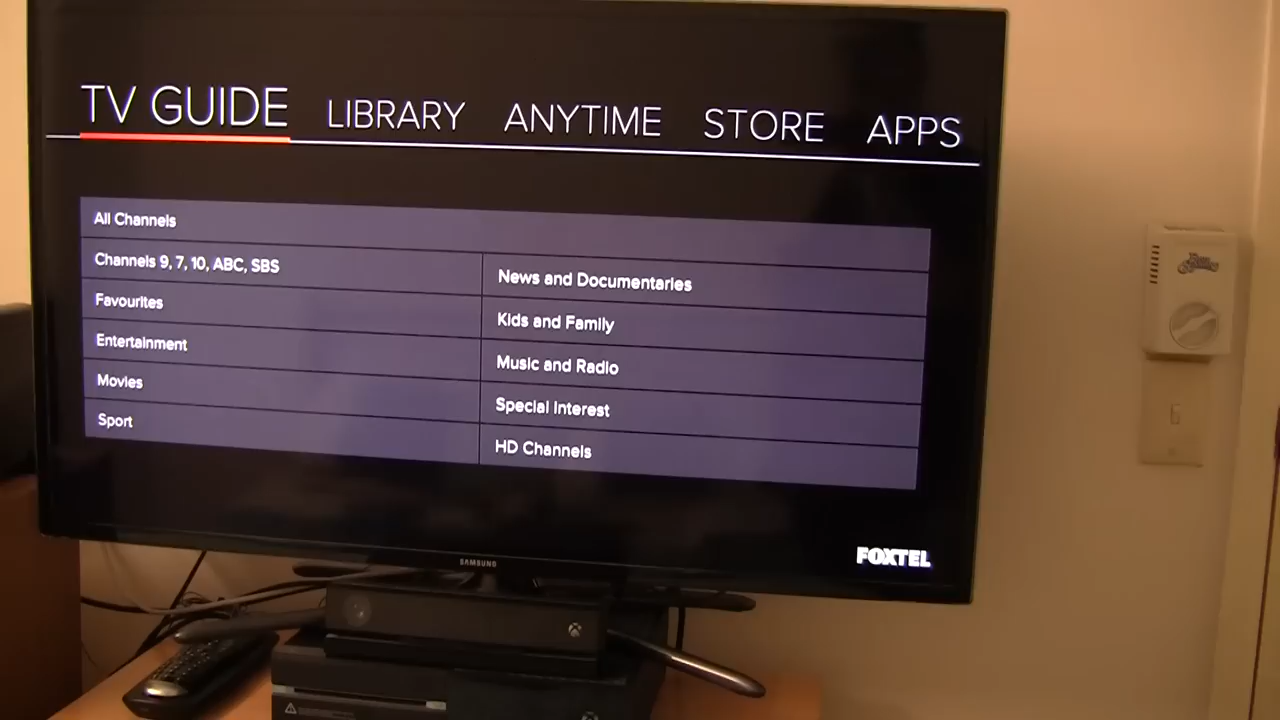 TV GUIDE LIBRARY ANYTIME STORE APPS
All Channels
Channels 9, 7, 10, ABC, SBS
Favourites
Entertainment
Movies
Sport
News and Documentaries
Kids and Family
Music and Radio
Special Interest
HD Channels
FOXTEL
SAMSUNG